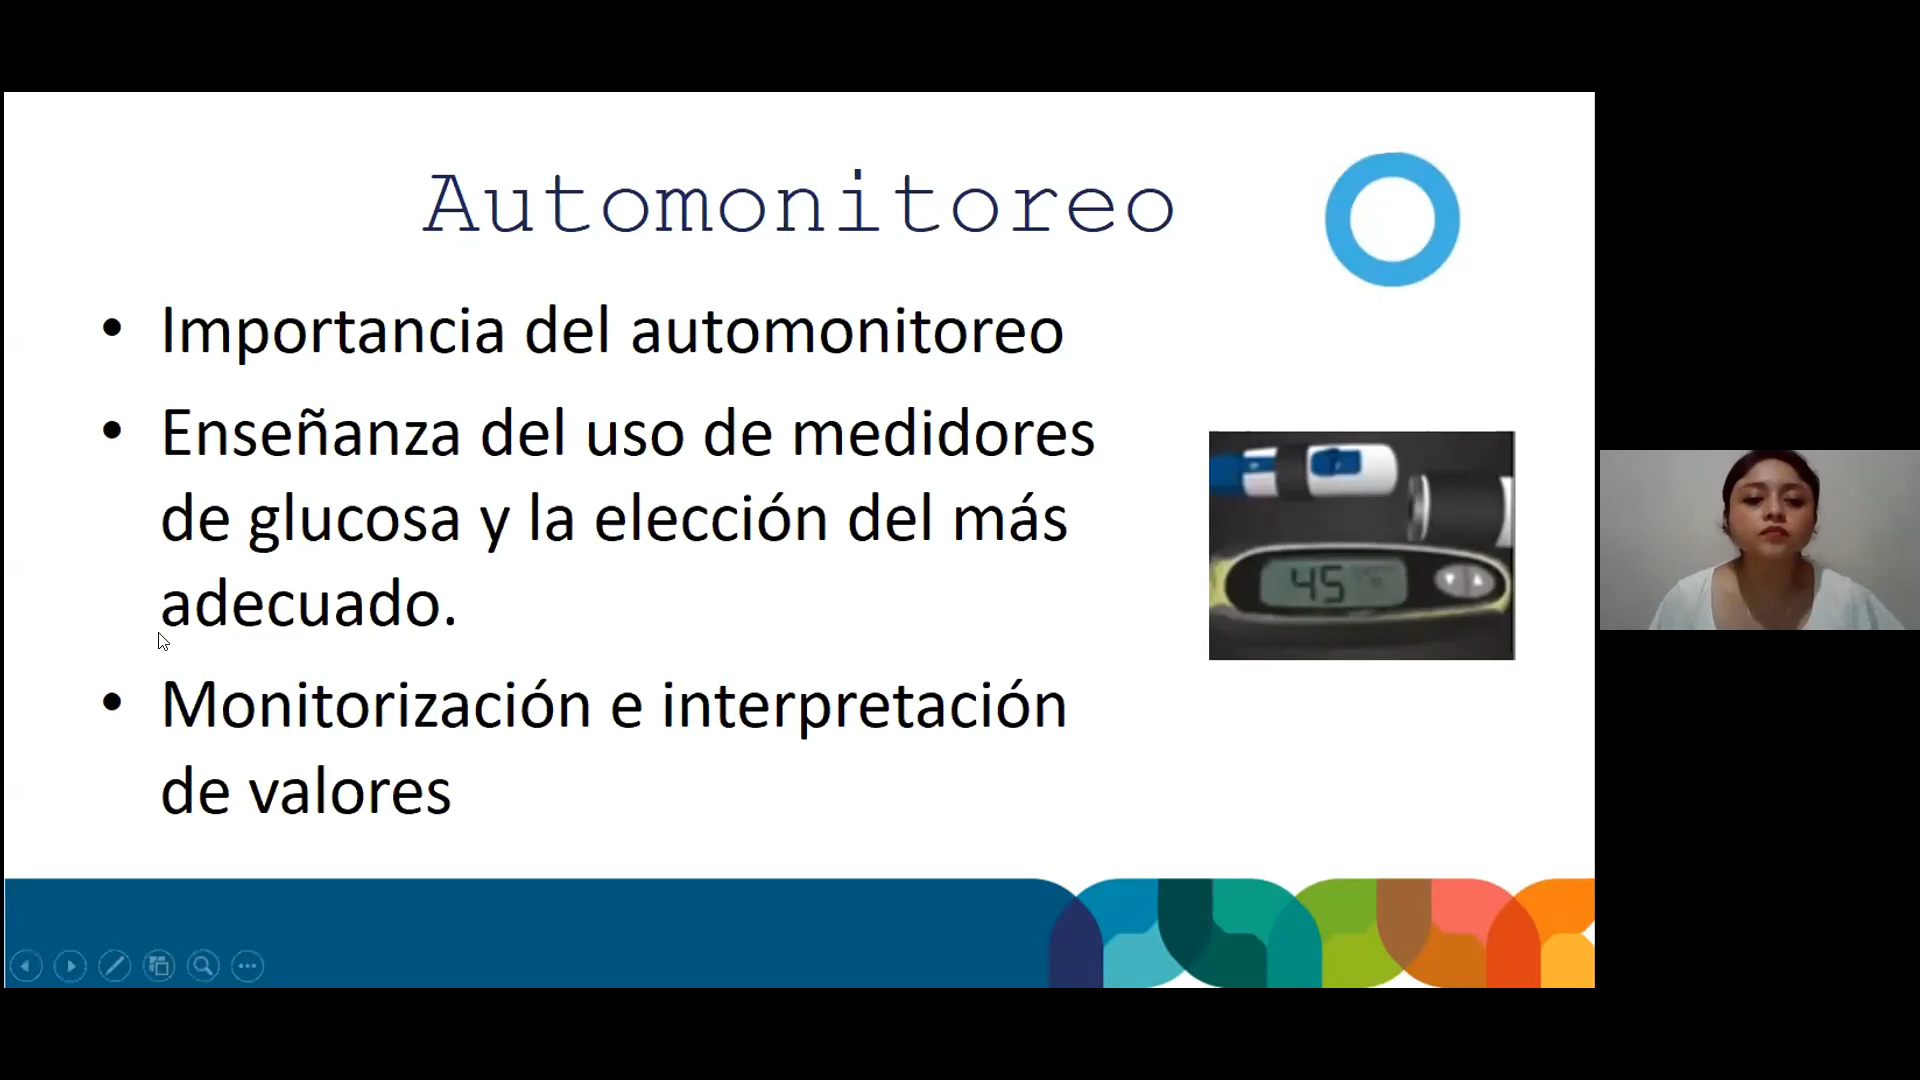 Automonitoreo
• Importancia del automonitoreo
• Enseñanza del uso de medidores
de glucosa y la elección del más
adecuado.
45
• Monitorización e interpretación
de valores